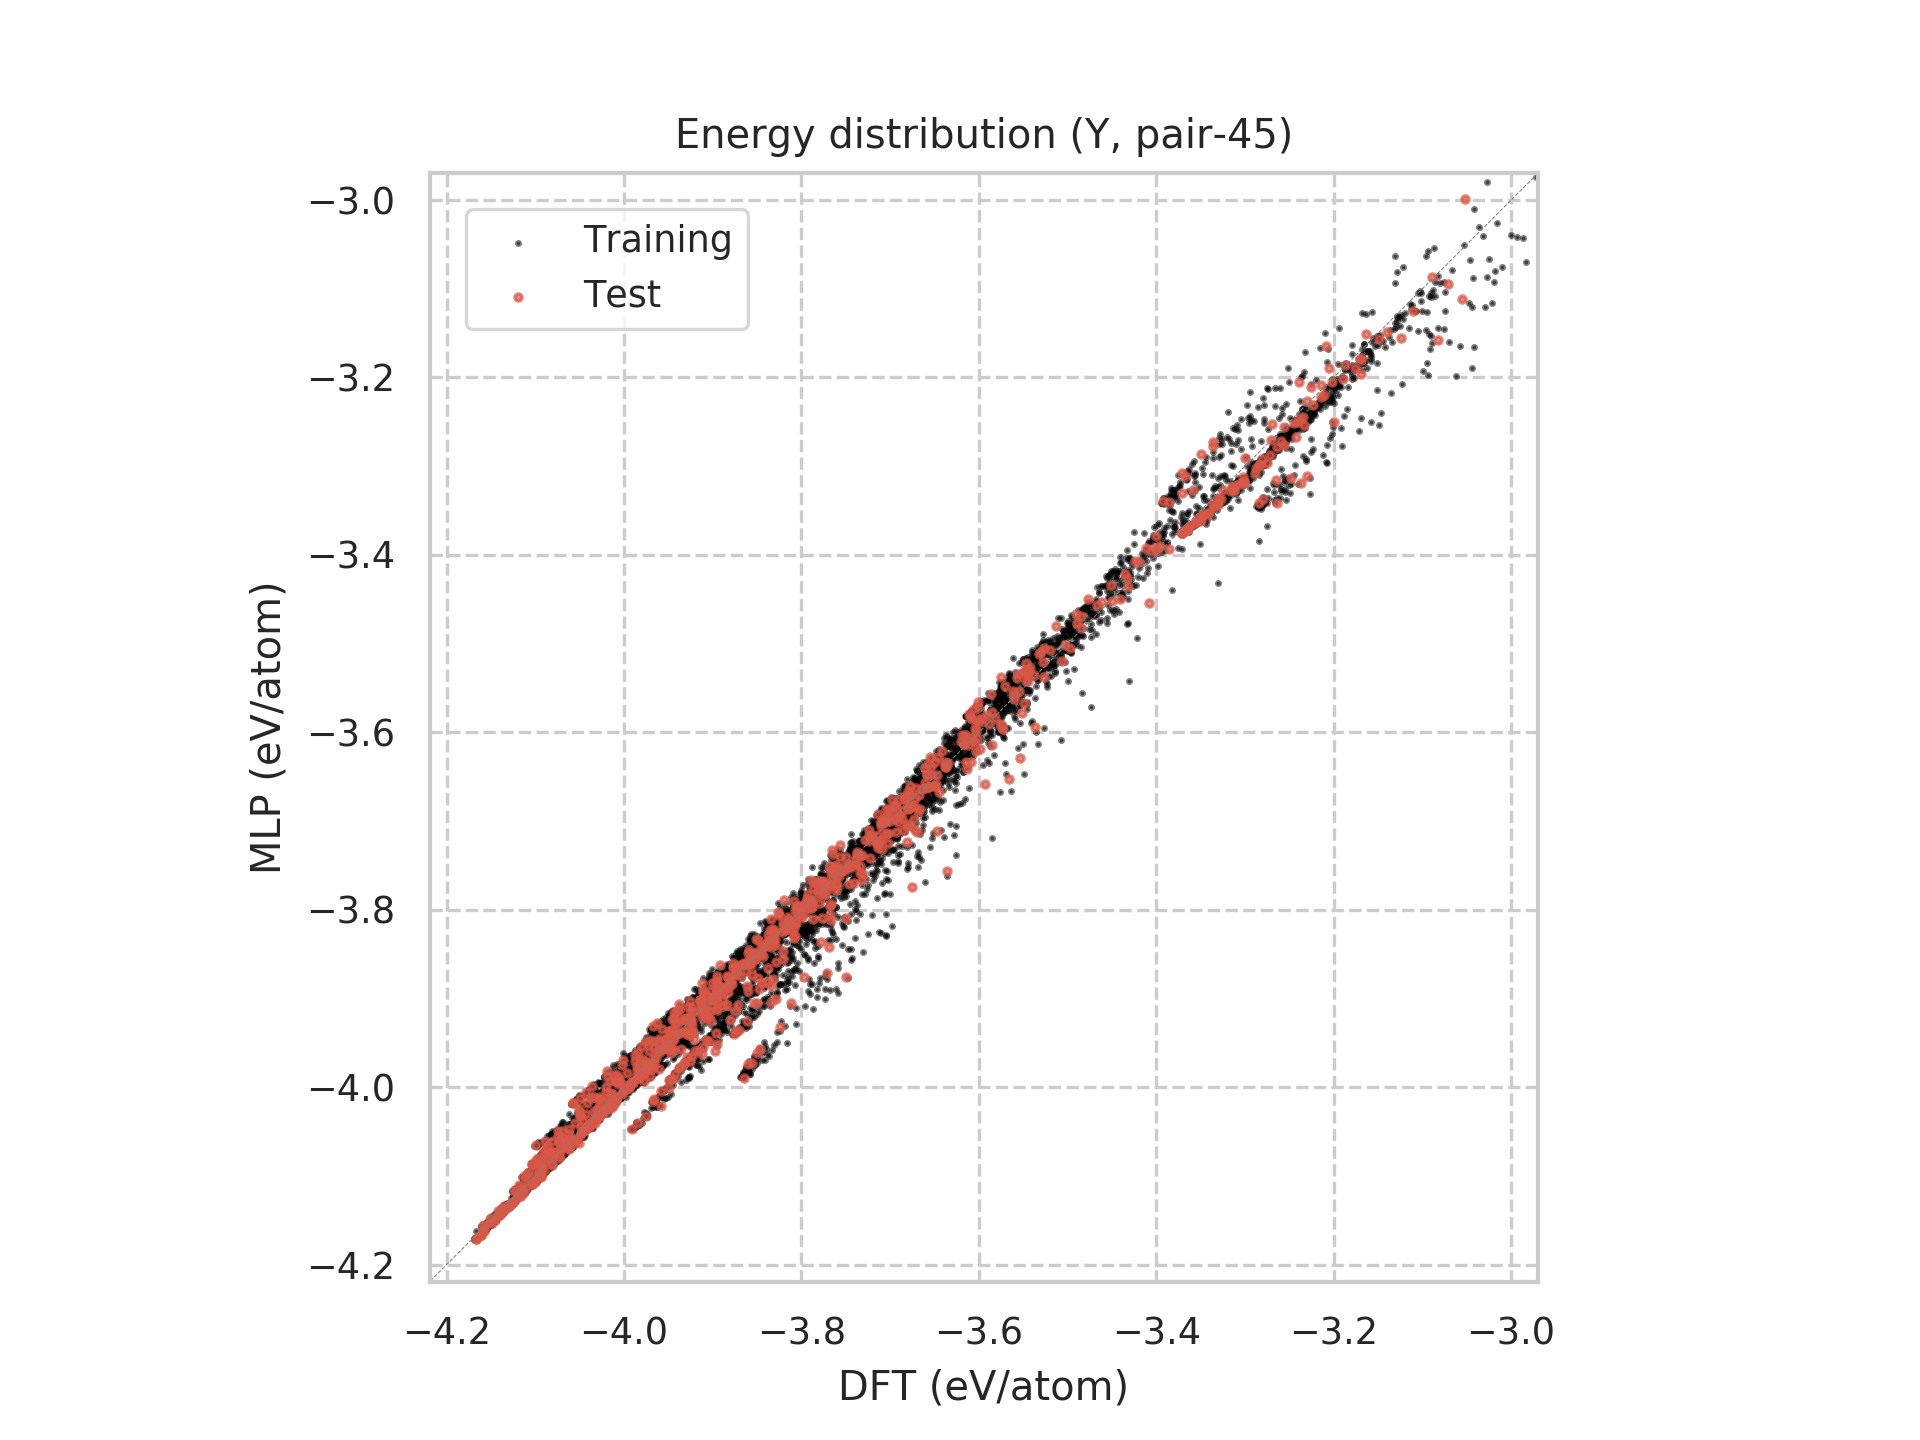 Energy distribution (Y, pair-45)
Training
Test
−3.0
−3.2
−3.4
−3.6
−3.8
−4.0
−4.2
MLP (eV/atom)
−4.2 −4.0 −3.8 −3.6 −3.4 −3.2 −3.0
DFT (eV/atom)